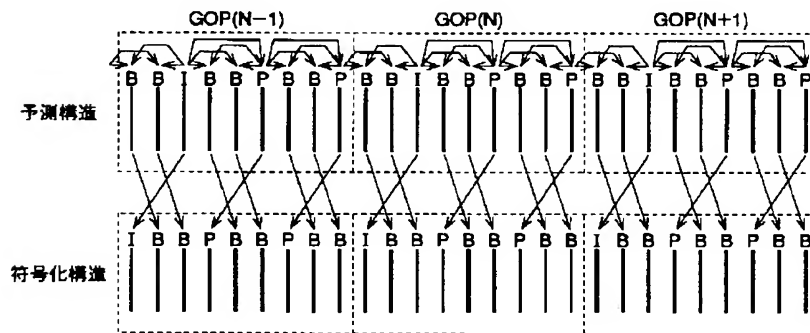 GOP(N−1) GOP(N) GOP(N+1)
予測構造 B B I B B P B B P B B I B B P B B P B B I B B P B B P
符号化構造 I B B P B B P B B I B B P B B P B B I B B P B B P B B